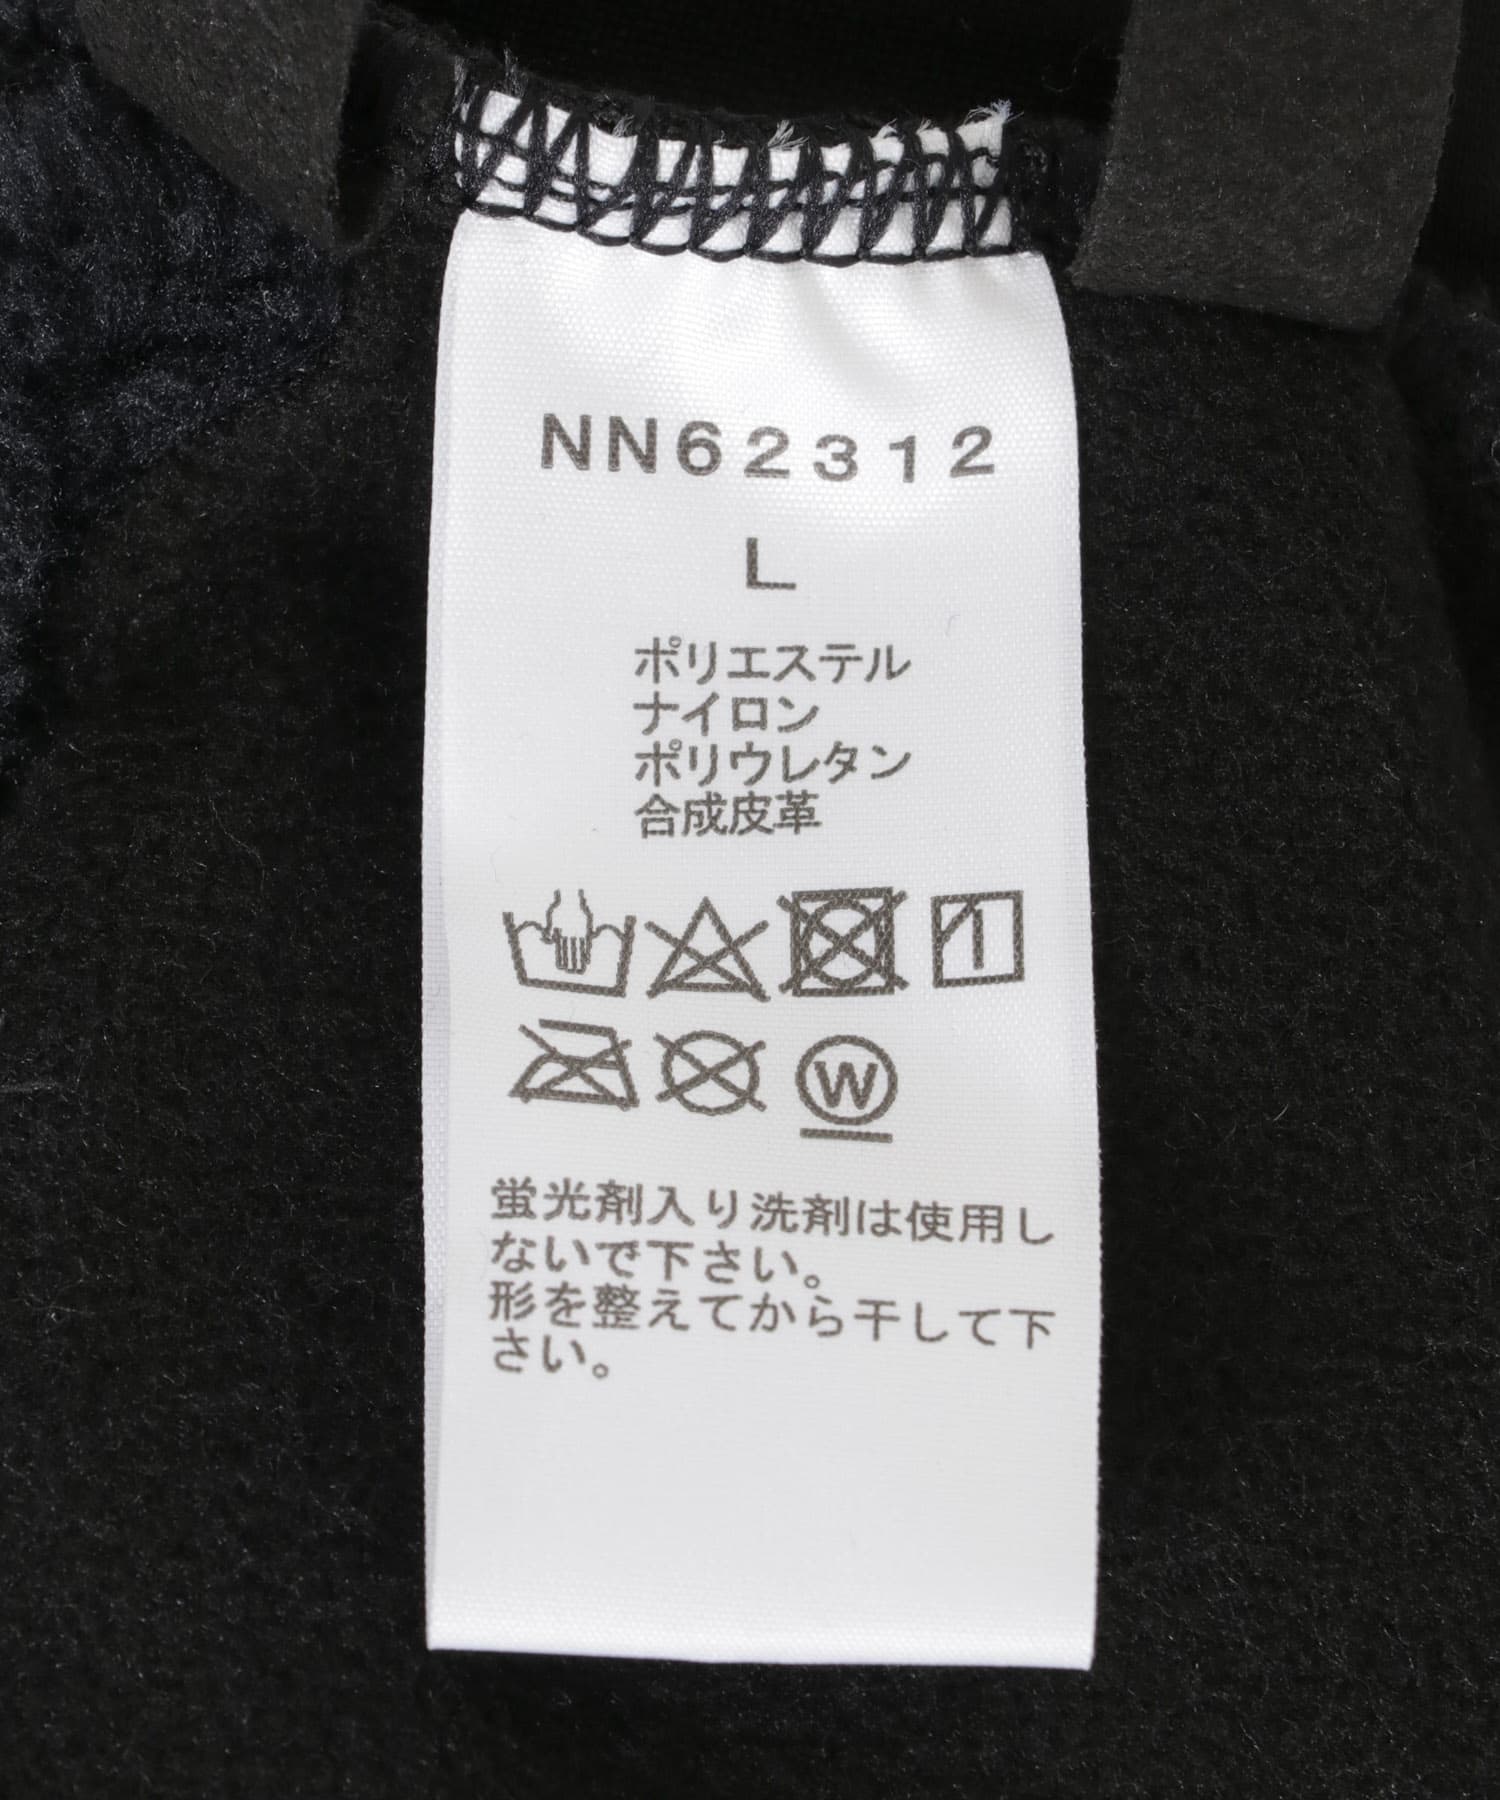 NN62312
L
ポリエステル
ナイロン
ポリウレタン
合成皮革
W
蛍光剤入り洗剤は使用し
ないで下さい。
形を整えてから干して下
さい。